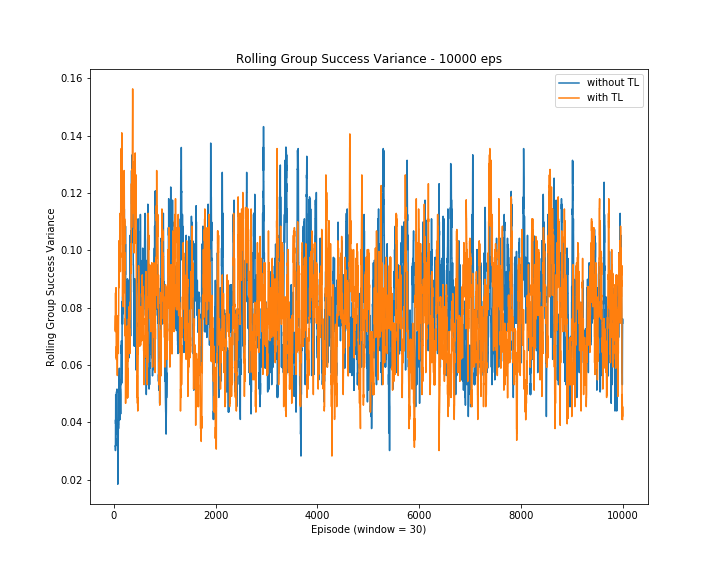 Rolling Group Success Variance - 10000 eps
without TL
with TL
0.16
0.14
0.12
0.10
0.08
0.06
0.04
0.02
Rolling Group Success Variance
0
2000
4000
6000
8000
10000
Episode (window = 30)